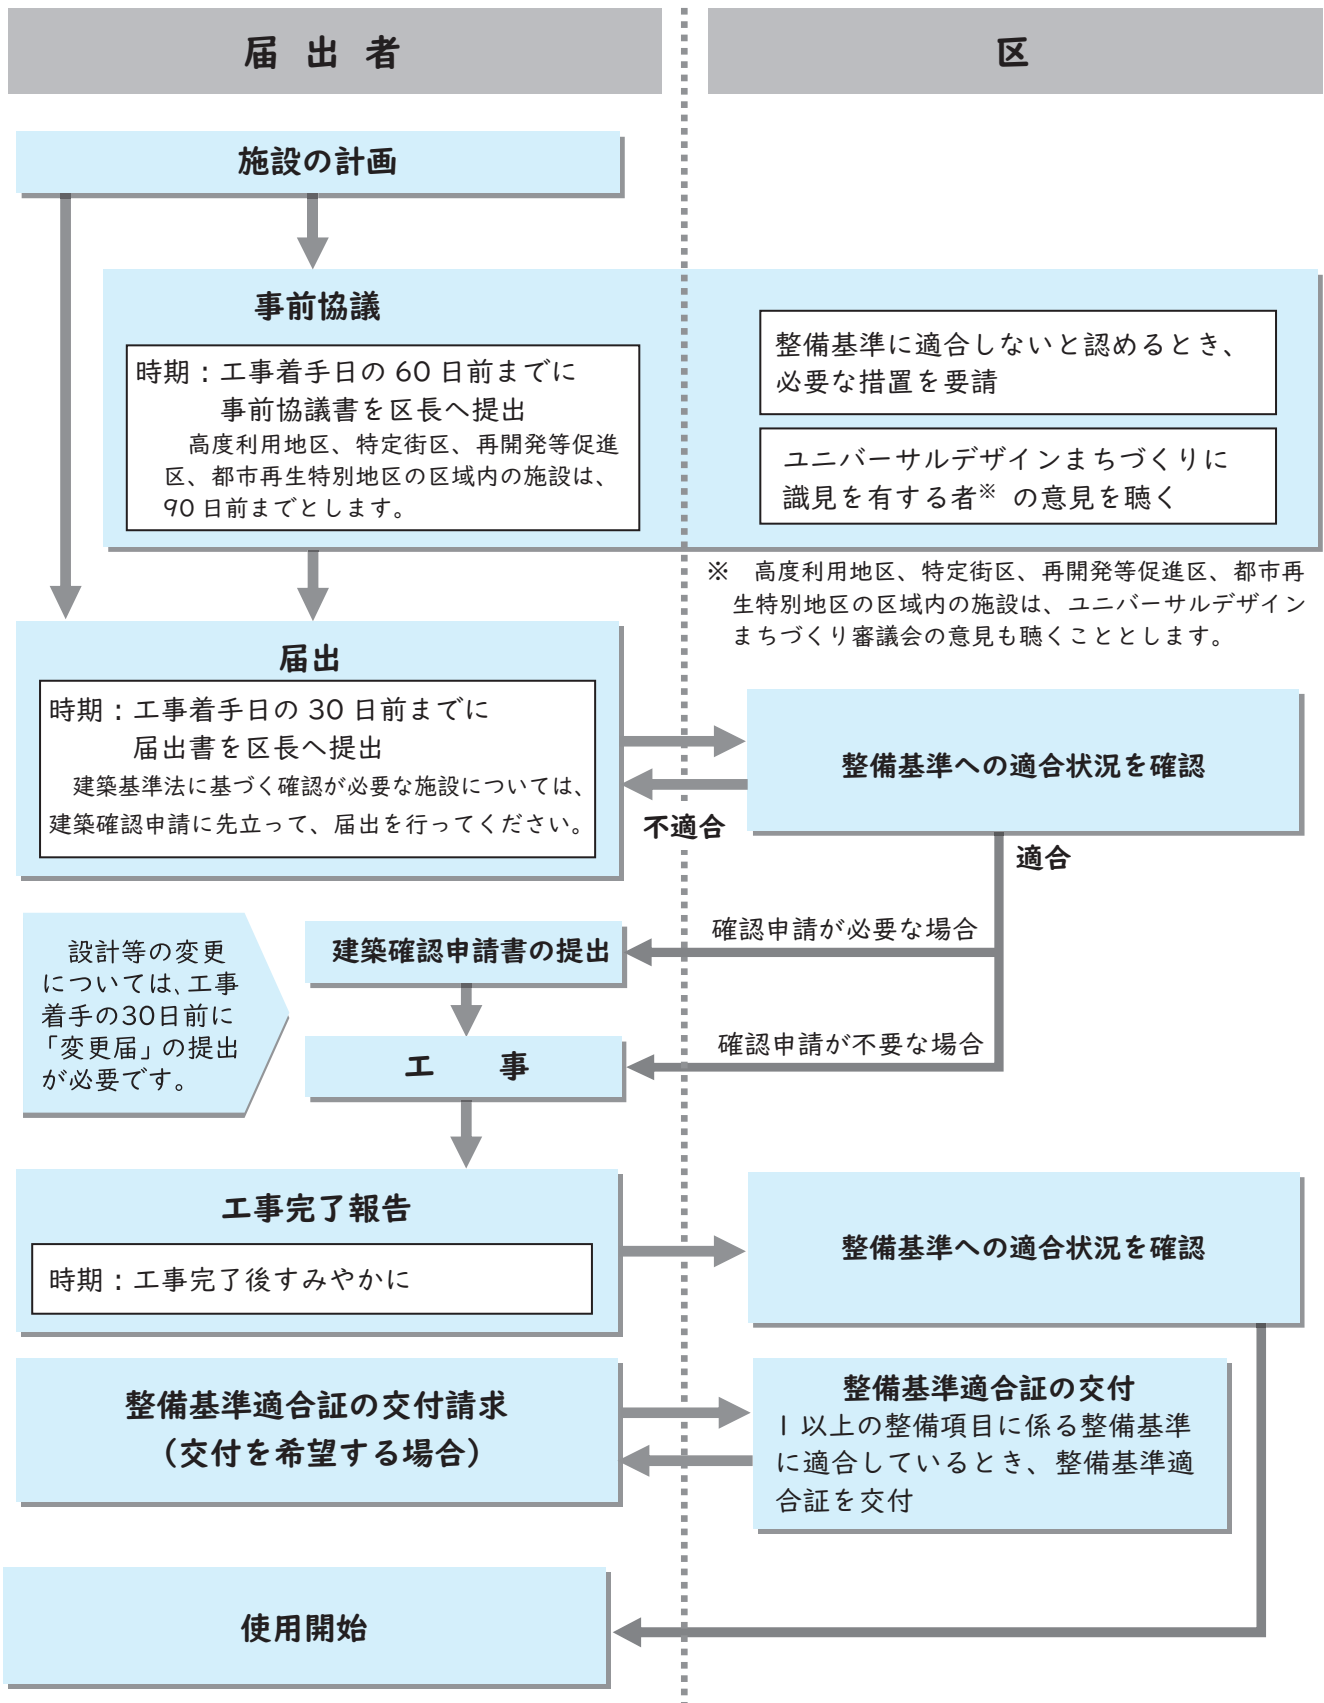 届出者
区
施設の計画
事前協議
時期：工事着手日の 60 日前までに
事前協議書を区長へ提出
高度利用地区、特定街区、再開発等促進
区、都市再生特別地区の区域内の施設は、
90 日前までとします。
整備基準に適合しないと認めるとき、
必要な措置を要請
ユニバーサルデザインまちづくりに
識見を有する者※ の意見を聴く
※　高度利用地区、特定街区、再開発等促進区、都市再
生特別地区の区域内の施設は、ユニバーサルデザイン
まちづくり審議会の意見も聴くこととします。
届出
時期：工事着手日の 30 日前までに
届出書を区長へ提出
建築基準法に基づく確認が必要な施設については、
建築確認申請に先立って、届出を行ってください。
整備基準への適合状況を確認
不適合
適合
確認申請が必要な場合
建築確認申請書の提出
設計等の変更
については、工事
着手の30日前に
「変更届」の提出
が必要です。
確認申請が不要な場合
工　事
工事完了報告
時期：工事完了後すみやかに
整備基準への適合状況を確認
整備基準適合証の交付請求
（交付を希望する場合）
整備基準適合証の交付
1 以上の整備項目に係る整備基準
に適合しているとき、整備基準適
合証を交付
使用開始